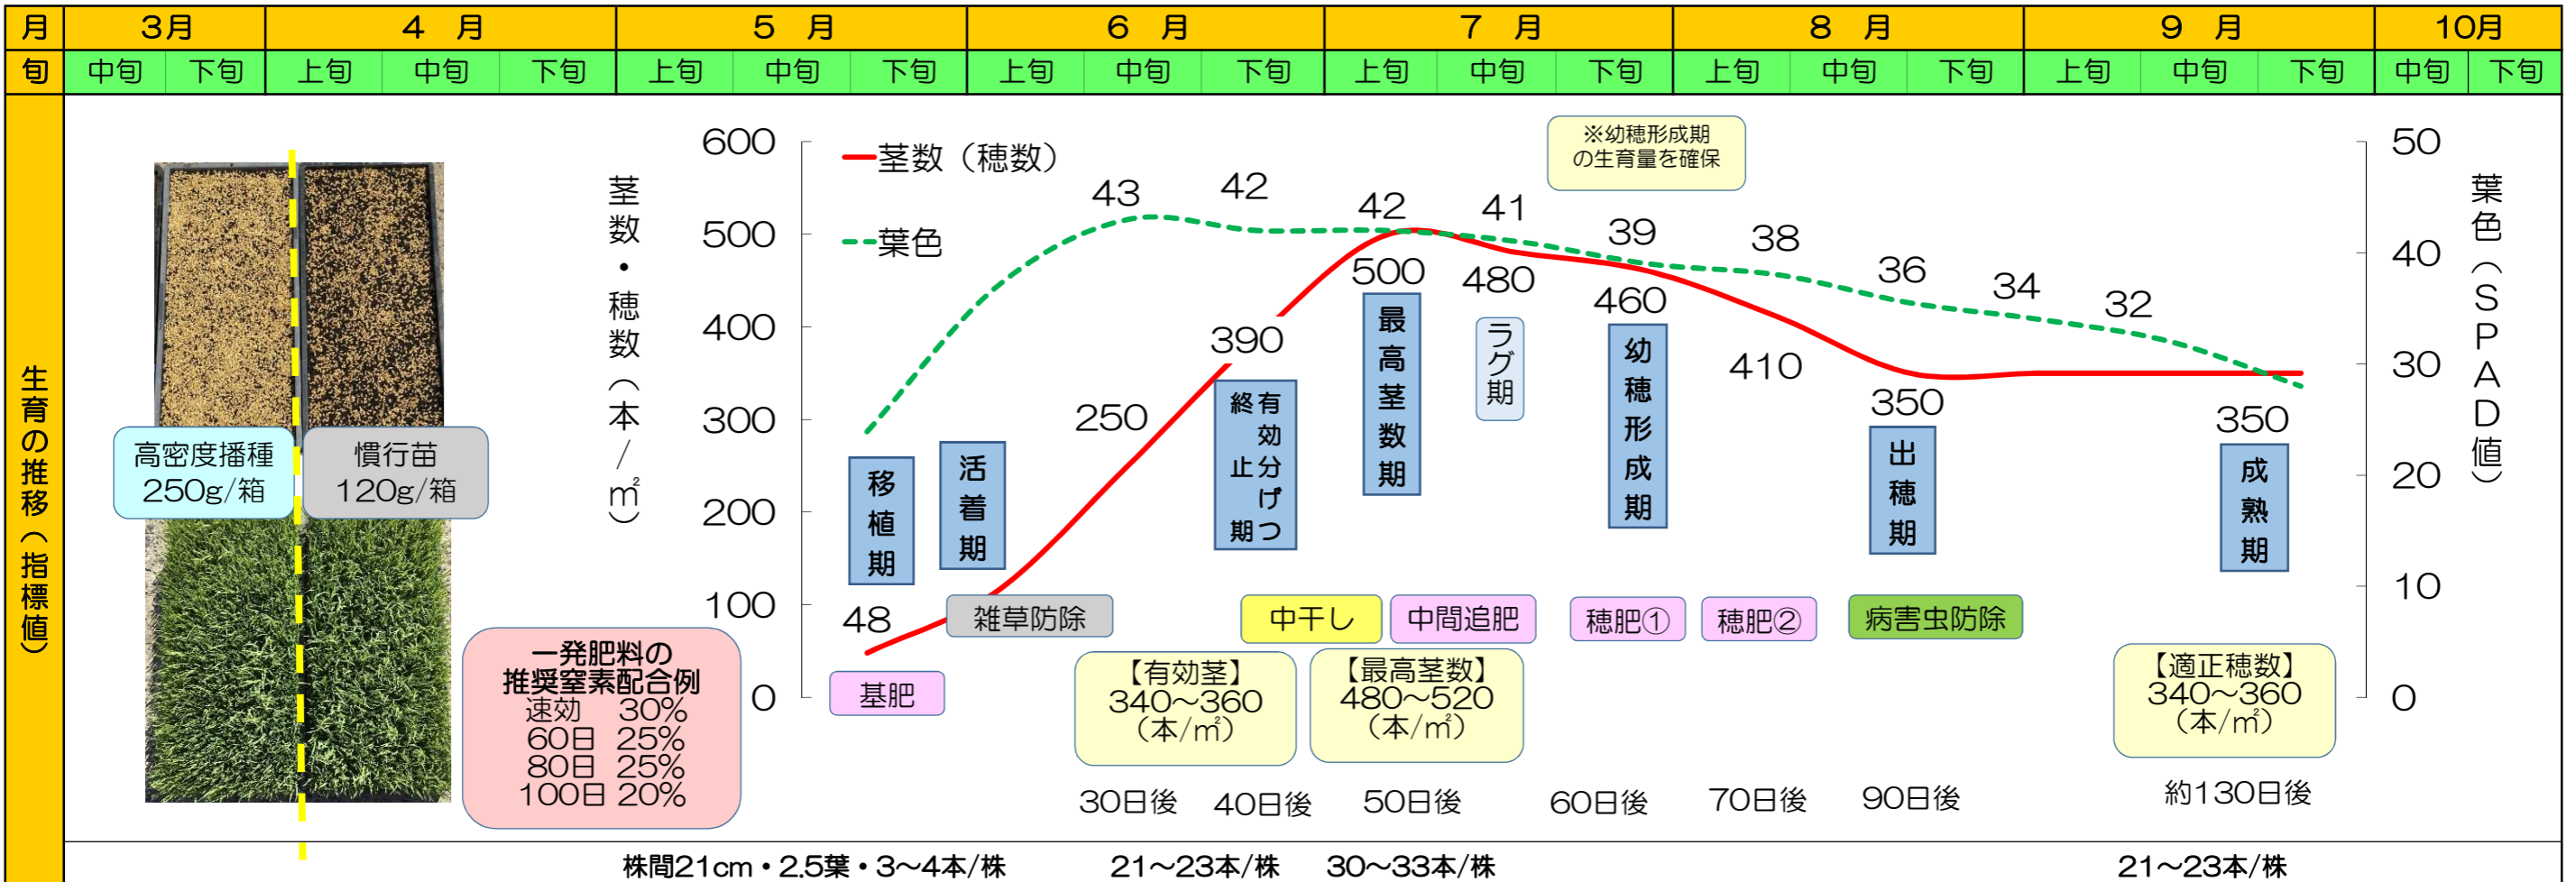 月 3月 4 月 5 月 6 月 7 月 8 月 9 月 10月
旬 中旬 下旬 上旬 中旬 下旬 上旬 中旬 下旬 上旬 中旬 下旬 上旬 中旬 下旬 上旬 中旬 下旬 上旬 中旬 下旬 中旬 下旬
生育の推移(指標値)
高密度播種
250g/箱
慣行苗
120g/箱
一発肥料の
推奨窒素配合例
速効 30%
60日 25%
80日 25%
100日 20%
茎数・穂数(本/㎡)
600
500
400
300
200
100
0
茎数(穂数)
葉色
※幼穂形成期
の生育量を確保
43 42 42 41 39 38 36 34 32
48 250 390 500 480 460 410 350 350
移植期
活着期
有効分げつ
終止期
最高茎数期
ラグ期
幼穂形成期
出穂期
成熟期
基肥
雑草防除
中干し
中間追肥
穂肥①
穂肥②
病害虫防除
【有効茎】
340～360
(本/㎡)
【最高茎数】
480～520
(本/㎡)
【適正穂数】
340～360
(本/㎡)
50
40
30
20
10
0
葉色(SPAD値)
30日後 40日後 50日後 60日後 70日後 90日後 約130日後
株間21cm・2.5葉・3～4本/株 21～23本/株 30～33本/株 21～23本/株